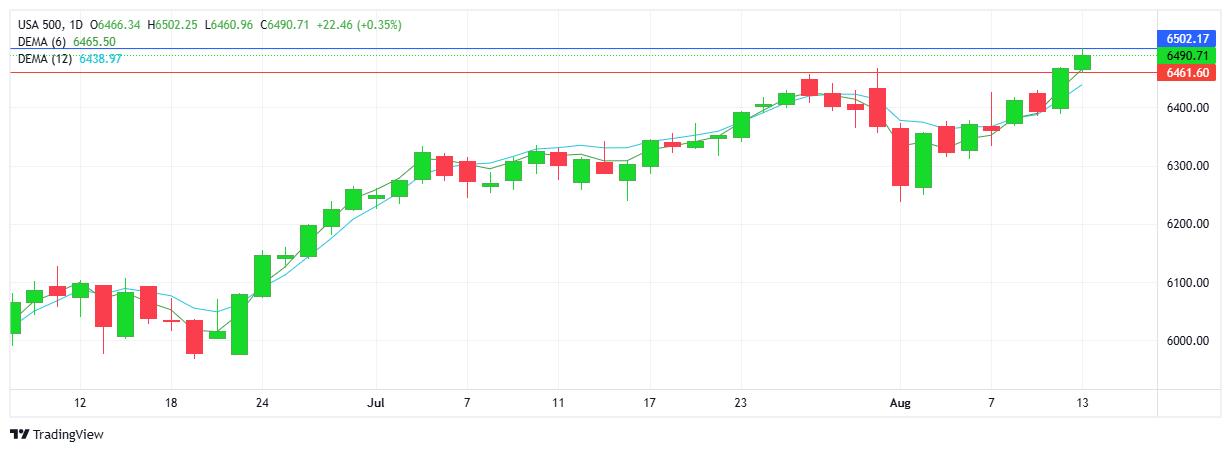 USA 500, 1D O6466.34 H6502.25 L6460.96 C6490.71 +22.46 (+0.35%)
DEMA (6) 6465.50
DEMA (12) 6438.97
6502.17
6490.71
6461.60
6400.00
6300.00
6200.00
6100.00
6000.00
12 18 24 Jul 7 11 17 23 Aug 7 13
TradingView